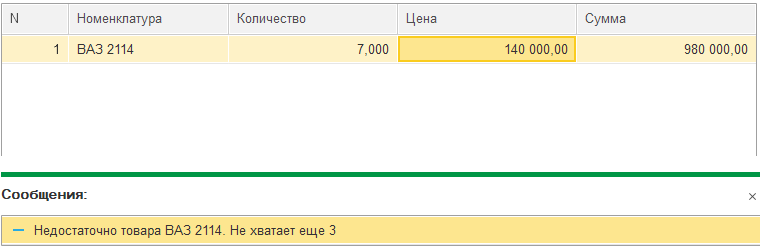 N Номенклатура Количество Цена Сумма
1 ВАЗ 2114 7,000 140 000,00 980 000,00
Сообщения:
Недостаточно товара ВАЗ 2114. Не хватает еще 3